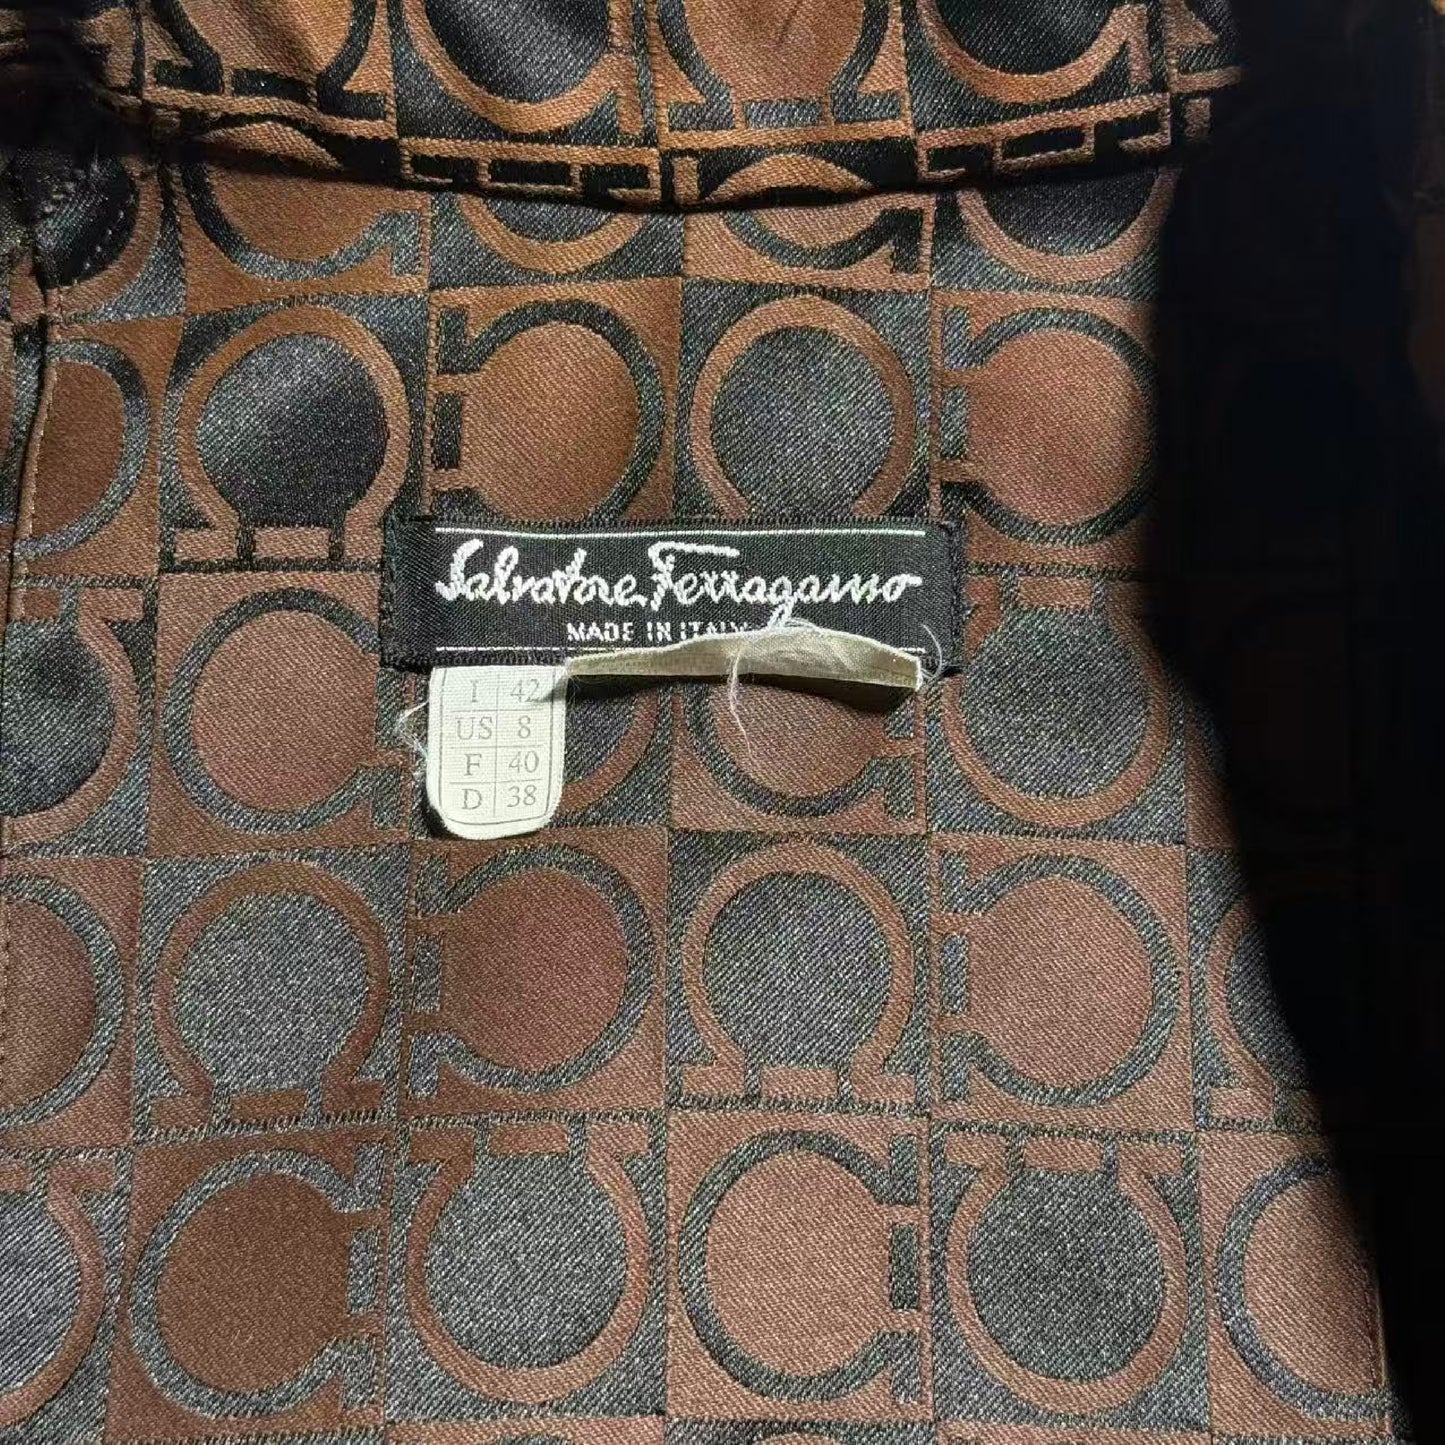 Salvatore Ferragamo
MADE IN ITALY
I 42
US 8
F 40
D 38